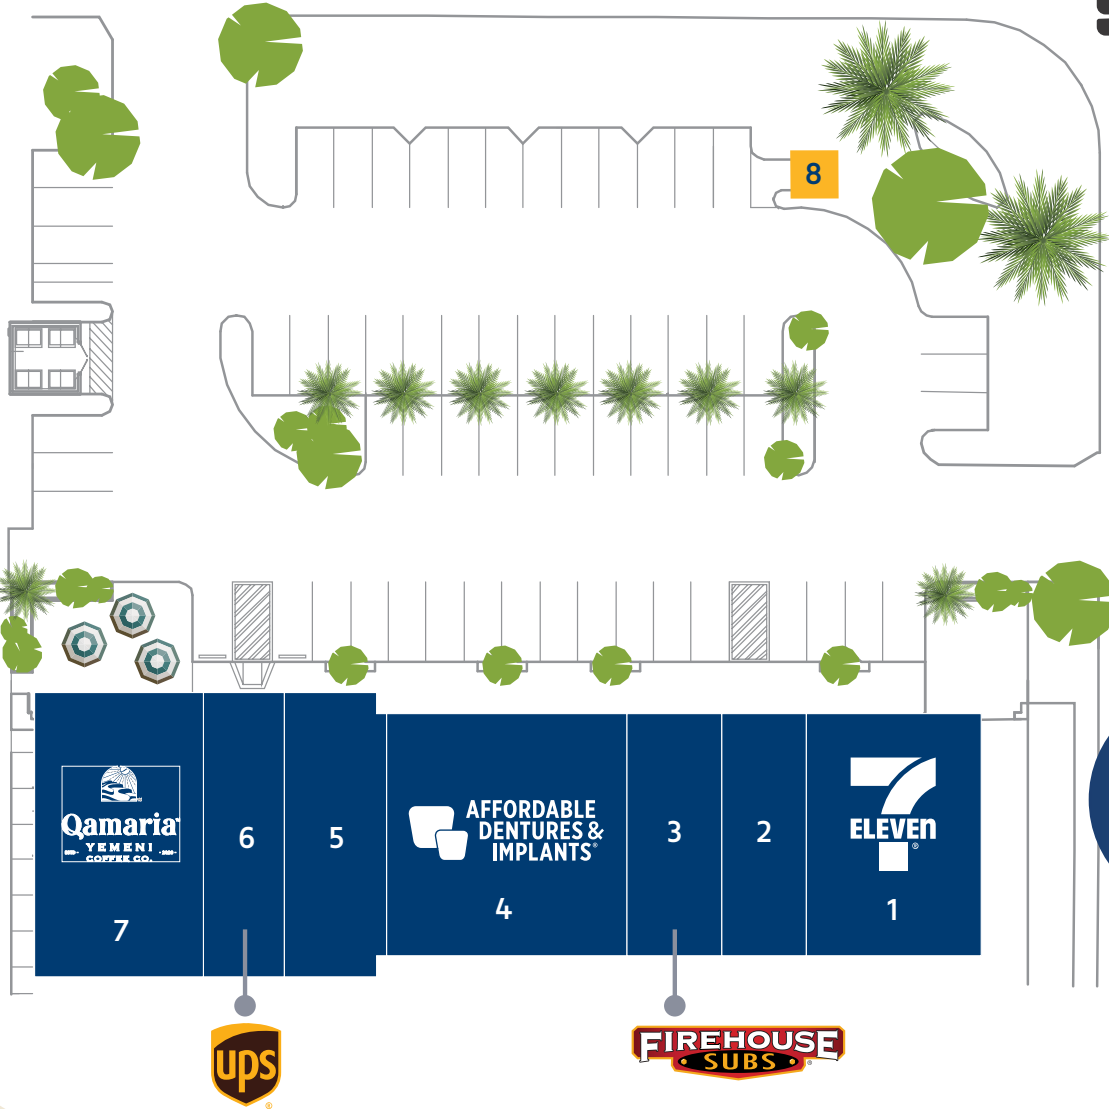 8
Qamaria
YEMENI
COFFEE CO.
7
6
5
AFFORDABLE
DENTURES &
IMPLANTS®
4
3
2
7
ELEVEn
®
1
ups
®
FIREHOUSE
SUBS
®